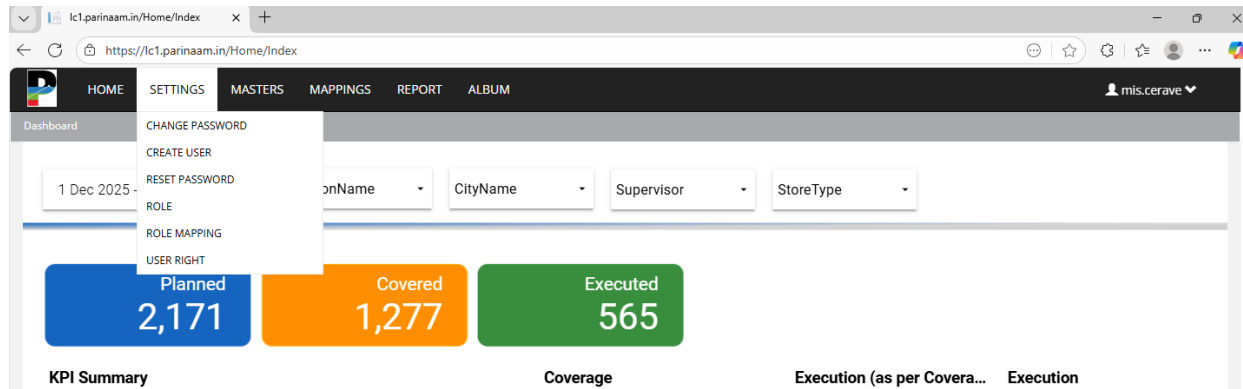 lc1.parinaam.in/Home/Index
https://lc1.parinaam.in/Home/Index
HOME SETTINGS MASTERS MAPPINGS REPORT ALBUM mis.cerave
Dashboard
CHANGE PASSWORD
CREATE USER
RESET PASSWORD
ROLE
ROLE MAPPING
USER RIGHT
1 Dec 2025 - onName CityName Supervisor StoreType
Planned Covered Executed
2,171 1,277 565
KPI Summary Coverage Execution (as per Covera... Execution